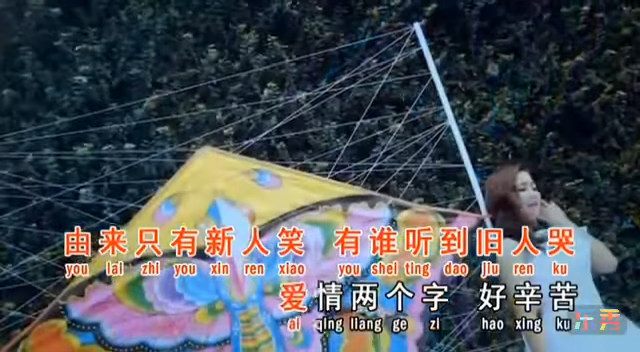 由来只有新人笑 有谁听到旧人哭
you lai zhi you xin ren xiao you shei ting dao jiu ren ku
爱情两个字 好辛苦
ai qing liang ge zi hao xing ku